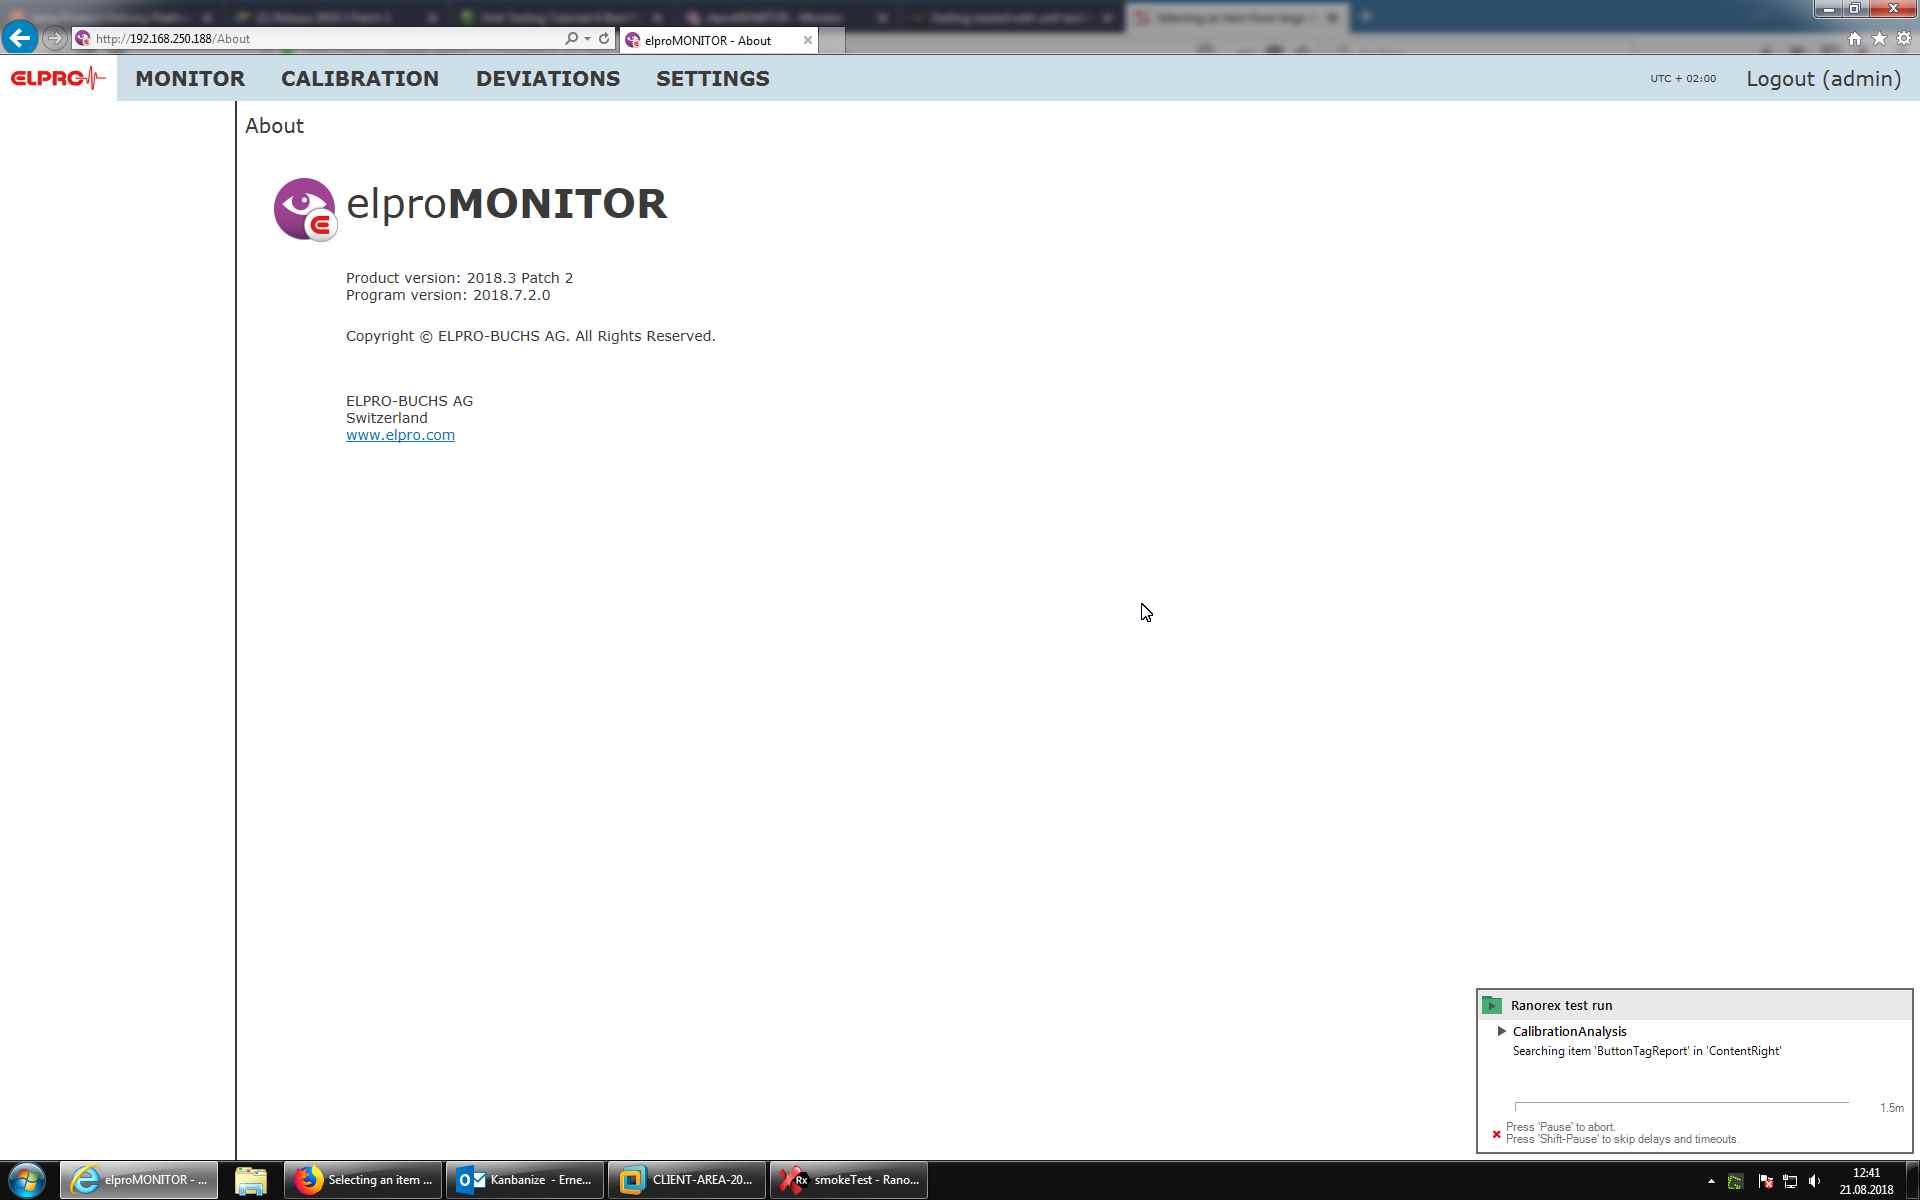 http://192.168.250.188/About
elproMONITOR - About
ELPRO
MONITOR
CALIBRATION
DEVIATIONS
SETTINGS
UTC + 02:00
Logout (admin)
About
elproMONITOR
Product version: 2018.3 Patch 2
Program version: 2018.7.2.0
Copyright © ELPRO-BUCHS AG. All Rights Reserved.
ELPRO-BUCHS AG
Switzerland
www.elpro.com
Ranorex test run
CalibrationAnalysis
Searching item 'ButtonTagReport' in 'ContentRight'
1.5m
Press 'Pause' to abort.
Press 'Shift-Pause' to skip delays and timeouts.
elproMONITOR - ...
Selecting an item ...
Kanbanize - Erne...
CLIENT-AREA-20...
Rx
smokeTest - Rano...
12:41
21.08.2018